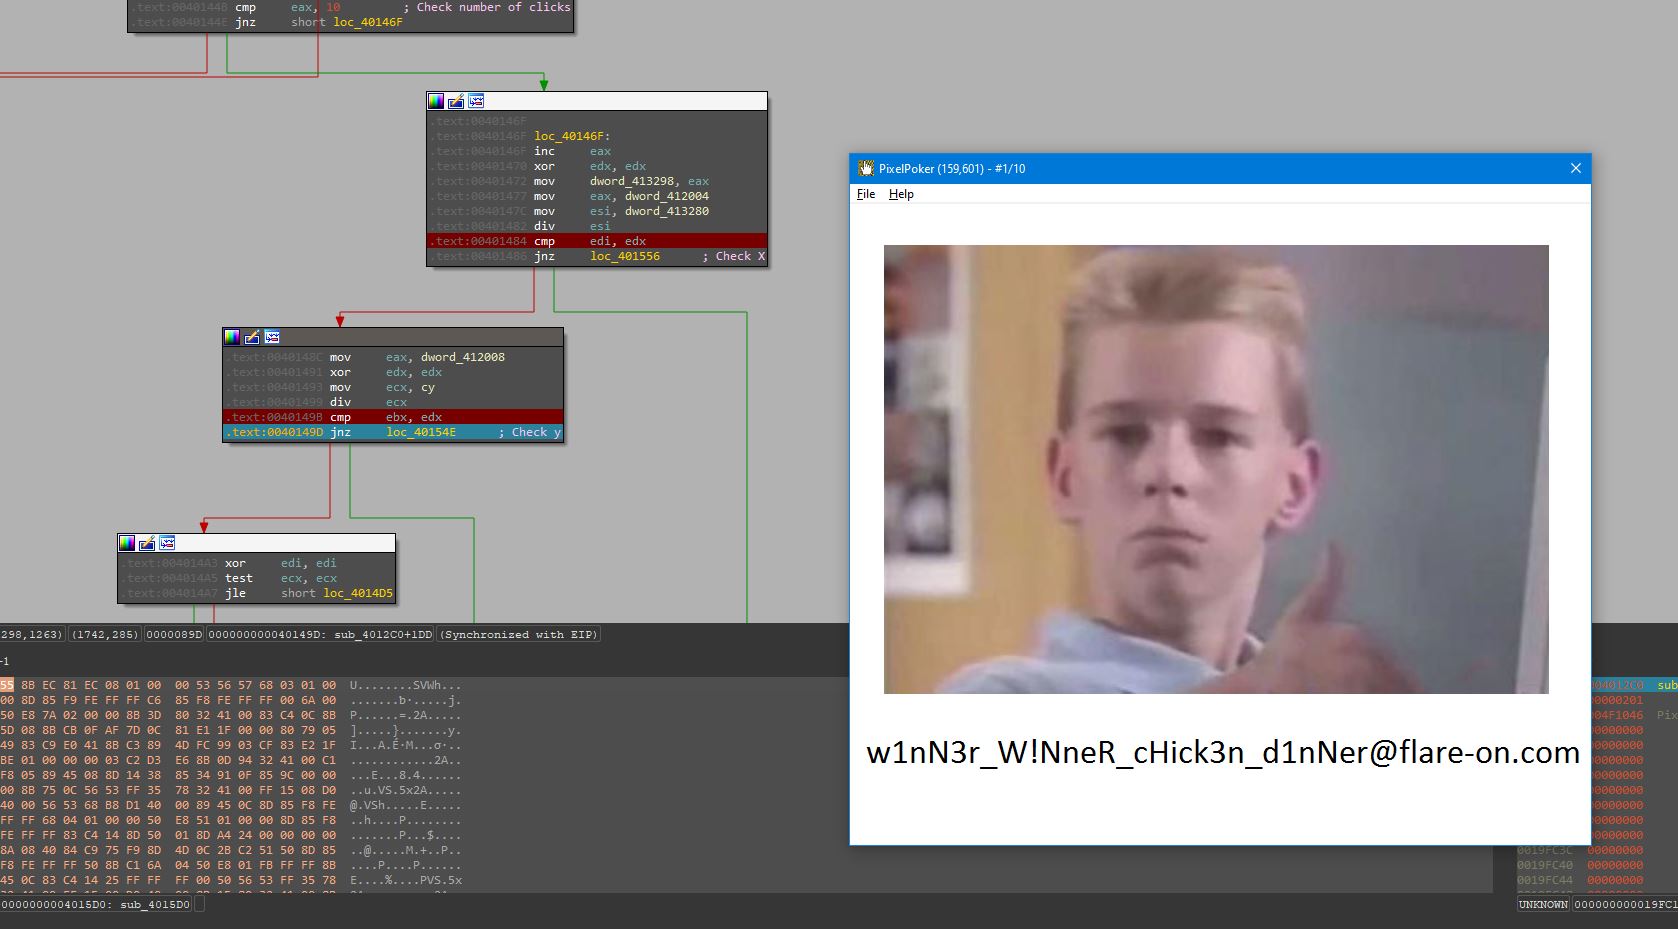 .text:0040144B cmp eax, 10 ; Check number of clicks
.text:0040144E jnz short loc_40146F
.text:0040146F
.text:0040146F loc_40146F:
.text:0040146F inc eax
.text:00401470 xor edx, edx
.text:00401472 mov dword_413298, eax
.text:00401477 mov eax, dword_412004
.text:0040147C mov esi, dword_413280
.text:00401482 div esi
.text:00401484 cmp edi, edx
.text:00401486 jnz loc_401556 ; Check X
PixelPoker (159,601) - #1/10
File Help
w1nN3r_W!NneR_cHick3n_d1nNer@flare-on.com
.text:0040148C mov eax, dword_412008
.text:00401491 xor edx, edx
.text:00401493 mov ecx, cy
.text:00401499 div ecx
.text:0040149B cmp ebx, edx
.text:0040149D jnz loc_40154E ; Check y
.text:004014A3 xor edi, edi
.text:004014A5 test ecx, ecx
.text:004014A7 jle short loc_4014D5
298,1263) (1742,285) 0000089D 000000000040149D: sub_4012C0+1DD (Synchronized with EIP)
-1
55 8B EC 81 EC 08 01 00 00 53 56 57 68 03 01 00 U........SVWh...
00 8D 85 F9 FE FF FF C6 85 F8 FE FF FF 00 6A 00
50 E8 7A 02 00 00 8B 3D 80 32 41 00 83 C4 0C 8B P......=.2A.....
5D 08 8B CB 0F AF 7D 0C 81 E1 1F 00 00 80 79 05 ].....}.......y.
49 83 C9 E0 41 8B C3 89 4D FC 99 03 CF 83 E2 1F
BE 01 00 00 00 03 C2 D3 E6 8B 0D 94 32 41 00 C1 ............2A..
F8 05 89 45 08 8D 14 38 85 34 91 0F 85 9C 00 00 ...E...8.4......
00 8B 75 0C 56 53 FF 35 78 32 41 00 FF 15 08 D0 ..u.VS.5x2A.....
40 00 56 53 68 B8 D1 40 00 89 45 0C 8D 85 F8 FE @.VSh..@..E.....
FF FF 68 04 01 00 00 50 E8 51 01 00 00 8D 85 F8 ..h....P.Q......
FE FF FF 83 C4 14 8D 50 01 8D A4 24 00 00 00 00 .......P...$....
8A 08 40 84 C9 75 F9 8D 4D 0C 2B C2 51 50 8D 85 ..@..u..M.+.QP..
F8 FE FF FF 50 8B C1 6A 04 50 E8 01 FB FF FF 8B ....P..j.P......
45 0C 83 C4 14 25 FF FF FF 00 50 56 53 FF 35 78 E....%....PVS.5x
004012C0 sub
00000201
004F1046 Pix
00000000
00000000
00000000
00000000
00000000
00000000
00000000
0019FC3C 00000000
0019FC40 00000000
0019FC44 00000000
0000000004015D0: sub_4015D0
UNKNOWN 000000000019FC1